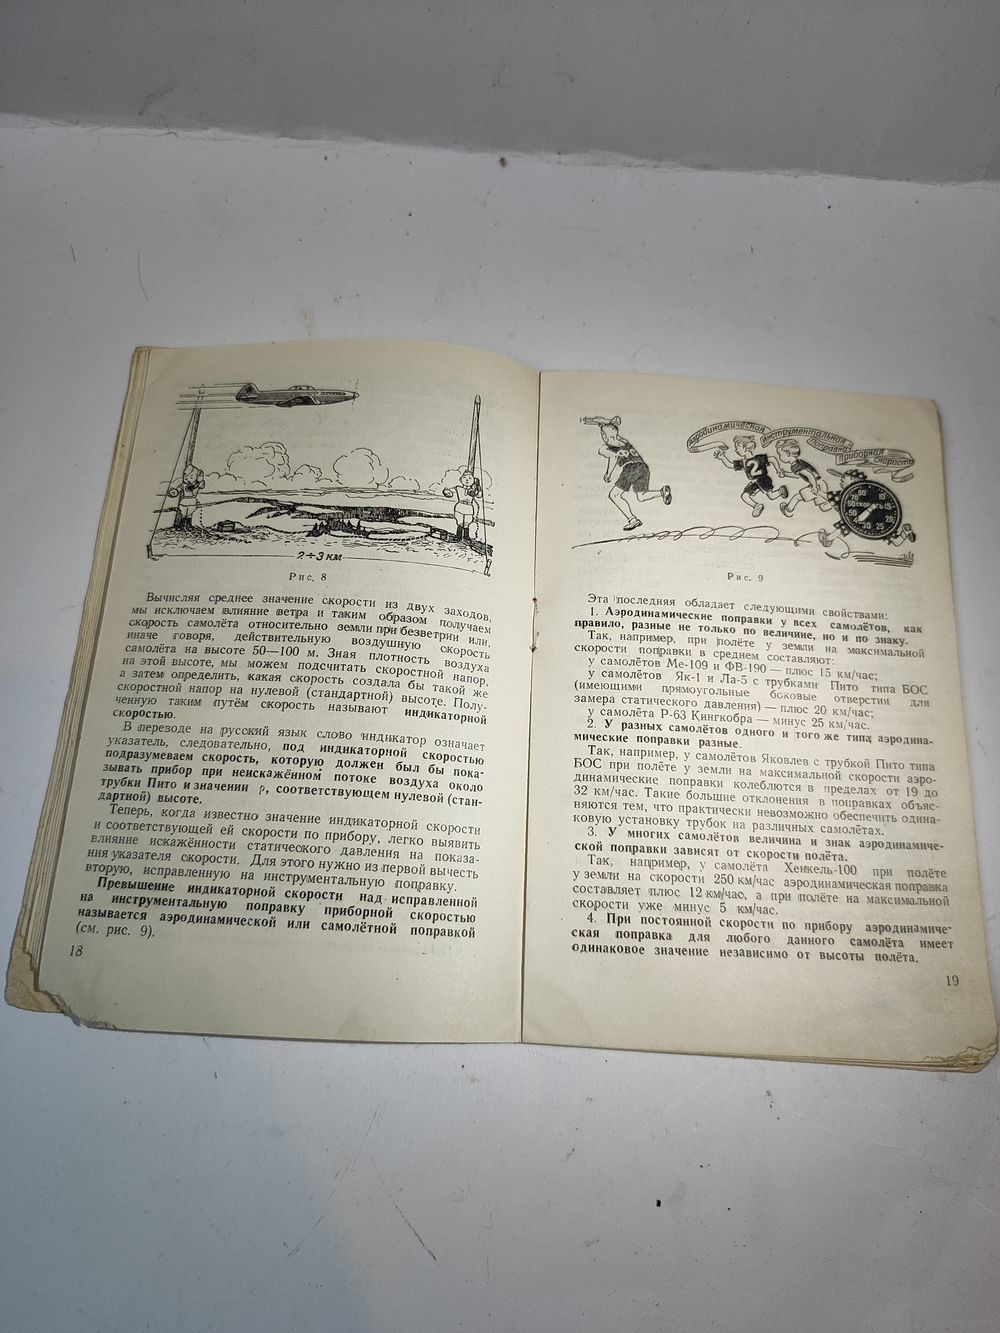 2÷3 км
Рис. 8
Вычисляя среднее значение скорости из двух заходов,
мы исключаем влияние ветра и таким образом получаем
скорость самолёта относительно земли при безветрии или,
иначе говоря, действительную воздушную скорость
самолёта на высоте 50—100 м. Зная плотность воздуха
на этой высоте, мы можем подсчитать скоростной напор,
а затем определить, какая скорость создала бы такой же
скоростной напор на нулевой (стандартной) высоте. Полу-
ченную таким путём скорость называют индикаторной
скоростью.
В переводе на русский язык слово индикатор означает
указатель, следовательно, под индикаторной скоростью
подразумеваем скорость, которую должен был бы пока-
зывать прибор при неискажённом потоке воздуха около
трубки Пито и значении ρ, соответствующем нулевой (стан-
дартной) высоте.
Теперь, когда известно значение индикаторной скорости
и соответствующей ей скорости по прибору, легко выявить
влияние искажённости статического давления на показа-
ния указателя скорости. Для этого нужно из первой вычесть
вторую, исправленную на инструментальную поправку.
Превышение индикаторной скорости над исправленной
на инструментальную поправку приборной скоростью
называется аэродинамической или самолётной поправкой
(см. рис. 9).
18
аэродинамическая
инструментальная
поправка
приборная
скорость
2
Рис. 9
Эта последняя обладает следующими свойствами:
1. Аэродинамические поправки у всех самолётов, как
правило, разные не только по величине, но и по знаку.
Так, например, при полёте у земли на максимальной
скорости поправки в среднем составляют:
у самолётов Ме-109 и ФВ-190 — плюс 15 км/час;
у самолётов Як-1 и Ла-5 с трубками Пито типа БОС
(имеющими прямоугольные боковые отверстия для
замера статического давления) — плюс 20 км/час;
у самолёта Р-63 Кингкобра — минус 25 км/час.
2. У разных самолётов одного и того же типа аэродина-
мические поправки разные.
Так, например, у самолётов Яковлев с трубкой Пито типа
БОС при полёте у земли на максимальной скорости аэро-
динамические поправки колеблются в пределах от 19 до
32 км/час. Такие большие отклонения в поправках объяс-
няются тем, что практически невозможно обеспечить одина-
ковую установку трубок на различных самолётах.
3. У многих самолётов величина и знак аэродинамиче-
ской поправки зависят от скорости полёта.
Так, например, у самолёта Хенкель-100 при полёте
у земли на скорости 250 км/час аэродинамическая поправка
составляет плюс 12 км/час, а при полёте на максимальной
скорости уже минус 5 км/час.
4. При постоянной скорости по прибору аэродинамиче-
ская поправка для любого данного самолёта имеет
одинаковое значение независимо от высоты полёта.
19